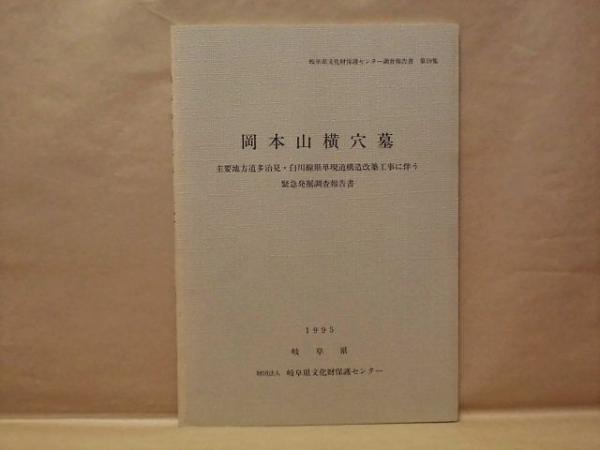 岐阜県文化財保護センター調査報告書 第19集
岡本山横穴墓
主要地方道多治見・白川線県単現道構造改築工事に伴う
緊急発掘調査報告書
1995
岐阜県
財団法人 岐阜県文化財保護センター